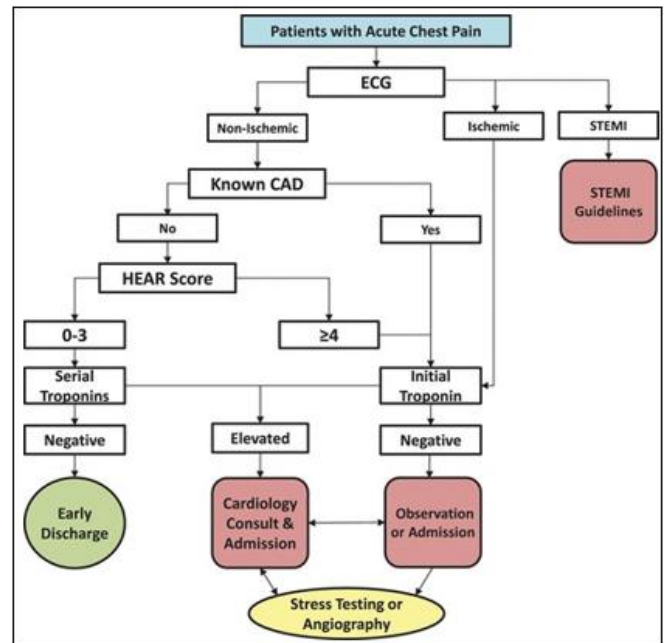 Patients with Acute Chest Pain
ECG
Non-Ischemic
Ischemic
STEMI
STEMI
Guidelines
Known CAD
No
Yes
HEAR Score
0-3
≥4
Serial
Troponins
Initial
Troponin
Negative
Elevated
Negative
Early
Discharge
Cardiology
Consult &
Admission
Observation
or Admission
Stress Testing or
Angiography